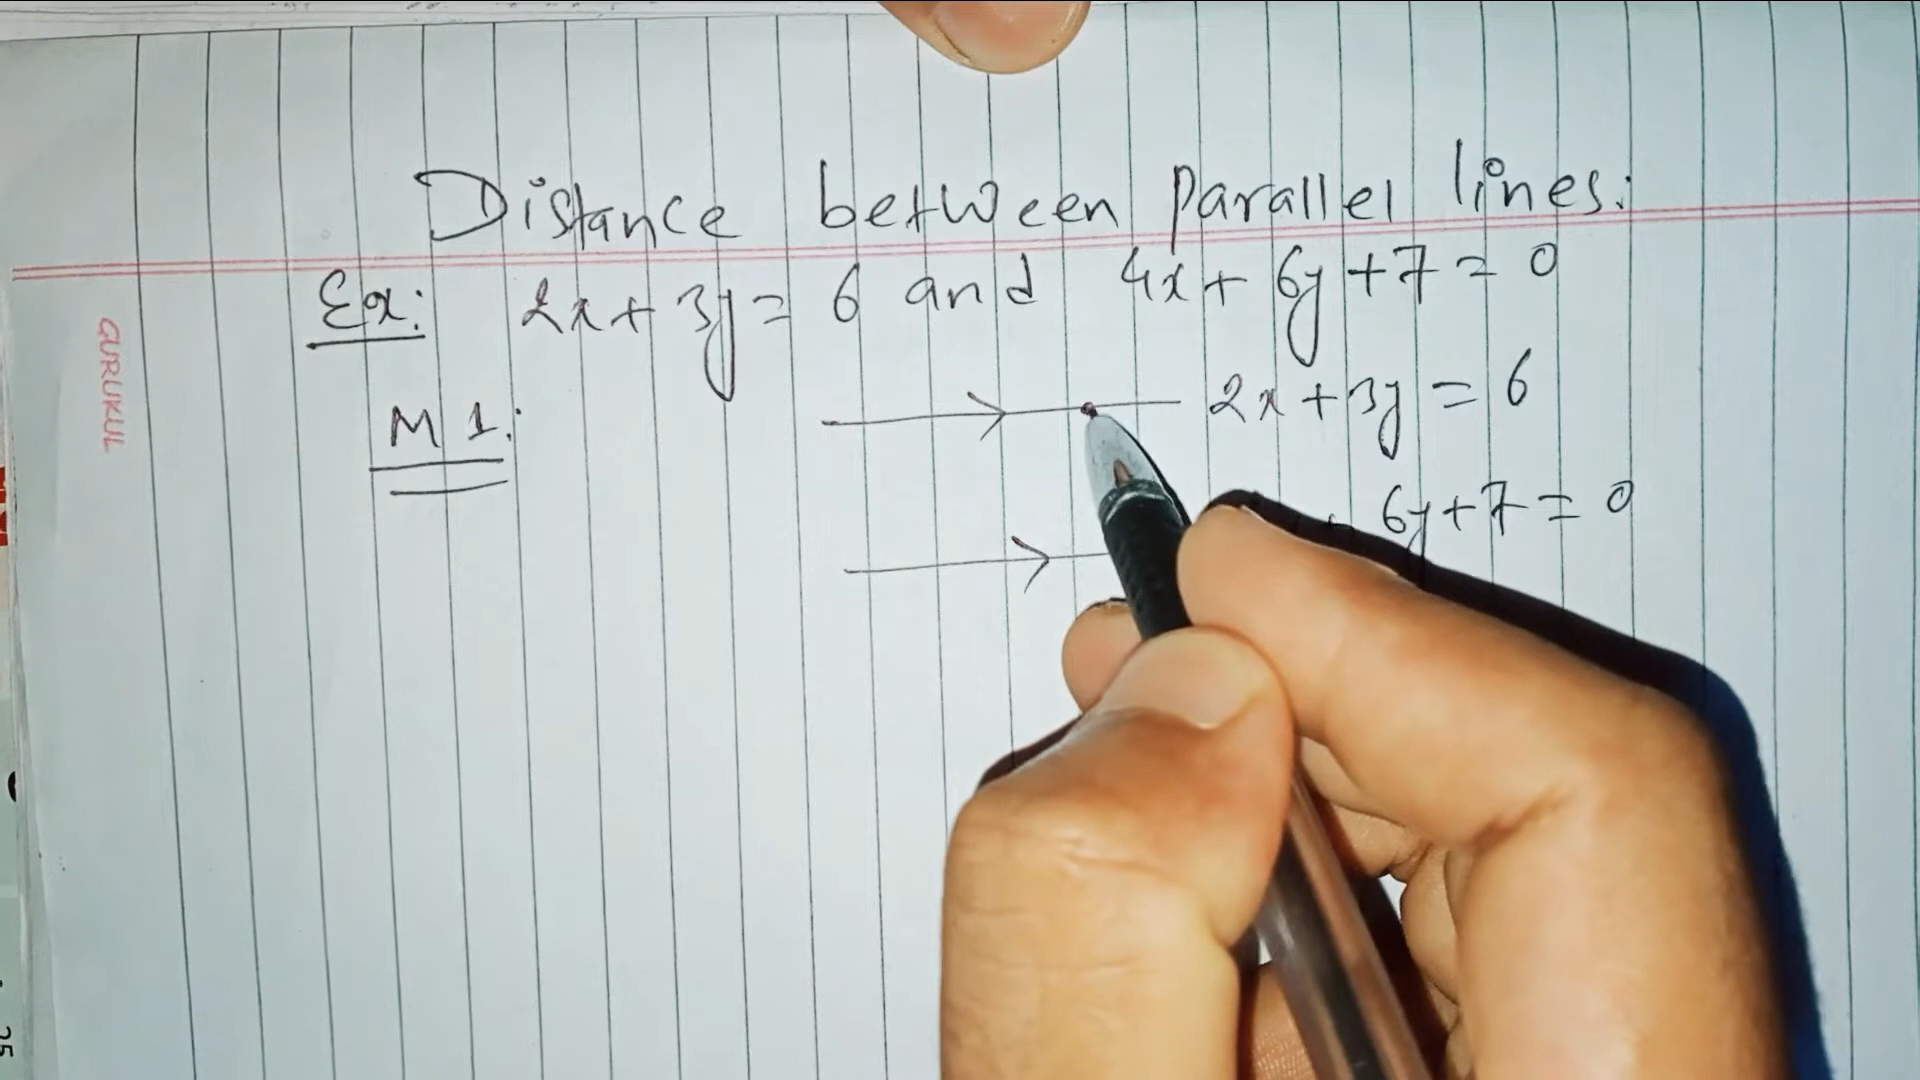 Distance between parallel lines:
Ex: 2x + 3y = 6 and 4x + 6y + 7 = 0
M 1:
2x + 3y = 6
6y + 7 = 0
GURUKUL
25